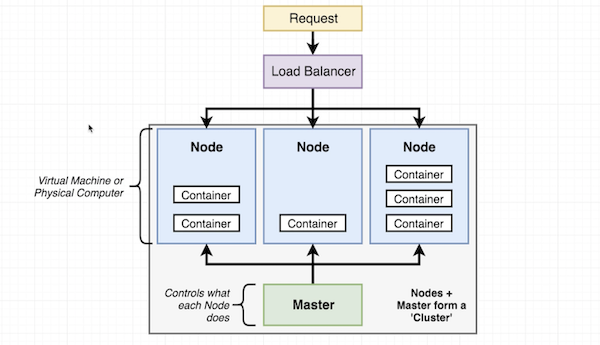 Request
Load Balancer
Node
Node
Node
Container
Container
Container
Container
Container
Container
Virtual Machine or
Physical Computer
Controls what
each Node
does
Master
Nodes +
Master form a
'Cluster'